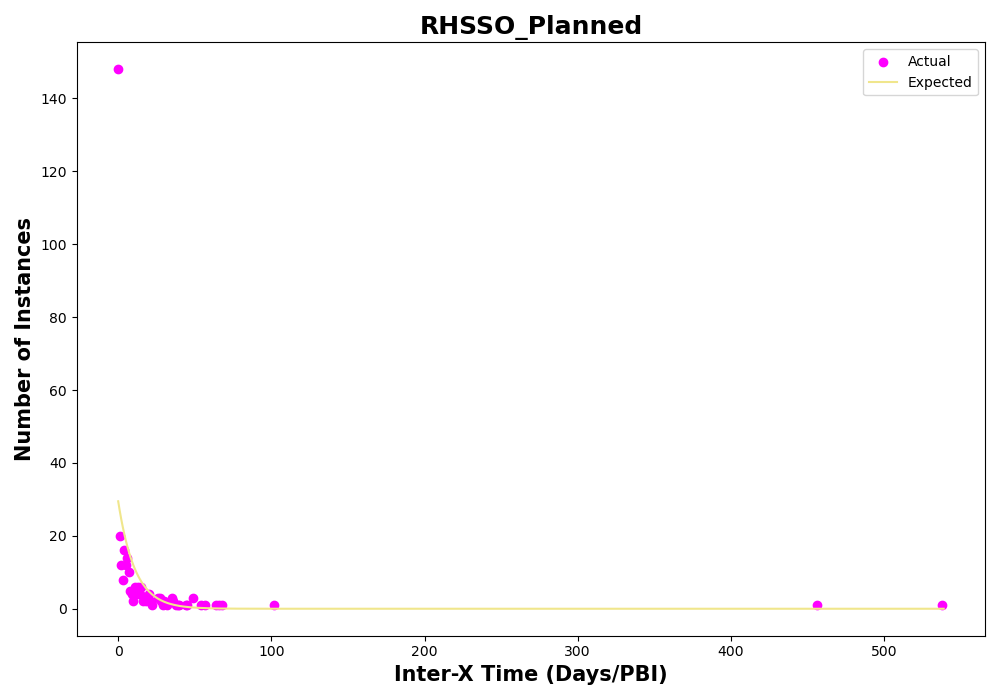 RHSSO_Planned
Actual
Expected
Number of Instances
140
120
100
80
60
40
20
0
0 100 200 300 400 500
Inter-X Time (Days/PBI)